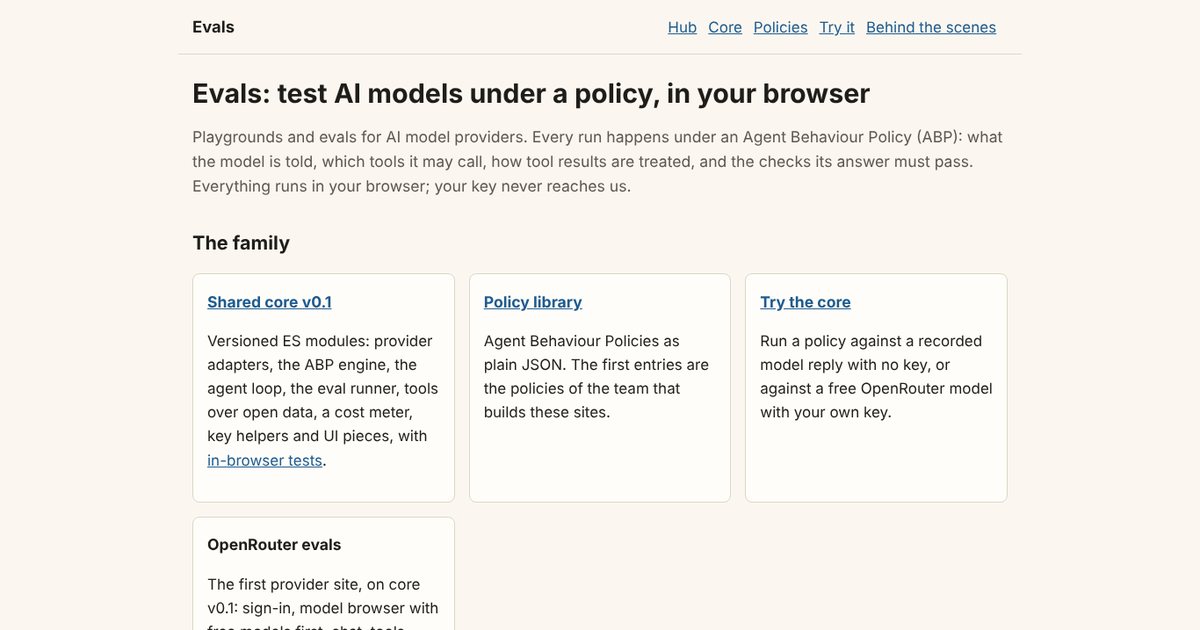 Evals
Hub Core Policies Try it Behind the scenes
Evals: test AI models under a policy, in your browser
Playgrounds and evals for AI model providers. Every run happens under an Agent Behaviour Policy (ABP): what
the model is told, which tools it may call, how tool results are treated, and the checks its answer must pass.
Everything runs in your browser; your key never reaches us.
The family
Shared core v0.1
Versioned ES modules: provider
adapters, the ABP engine, the
agent loop, the eval runner, tools
over open data, a cost meter,
key helpers and UI pieces, with
in-browser tests.
Policy library
Agent Behaviour Policies as
plain JSON. The first entries are
the policies of the team that
builds these sites.
Try the core
Run a policy against a recorded
model reply with no key, or
against a free OpenRouter model
with your own key.
OpenRouter evals
The first provider site, on core
v0.1: sign-in, model browser with
free models first, chat, tools